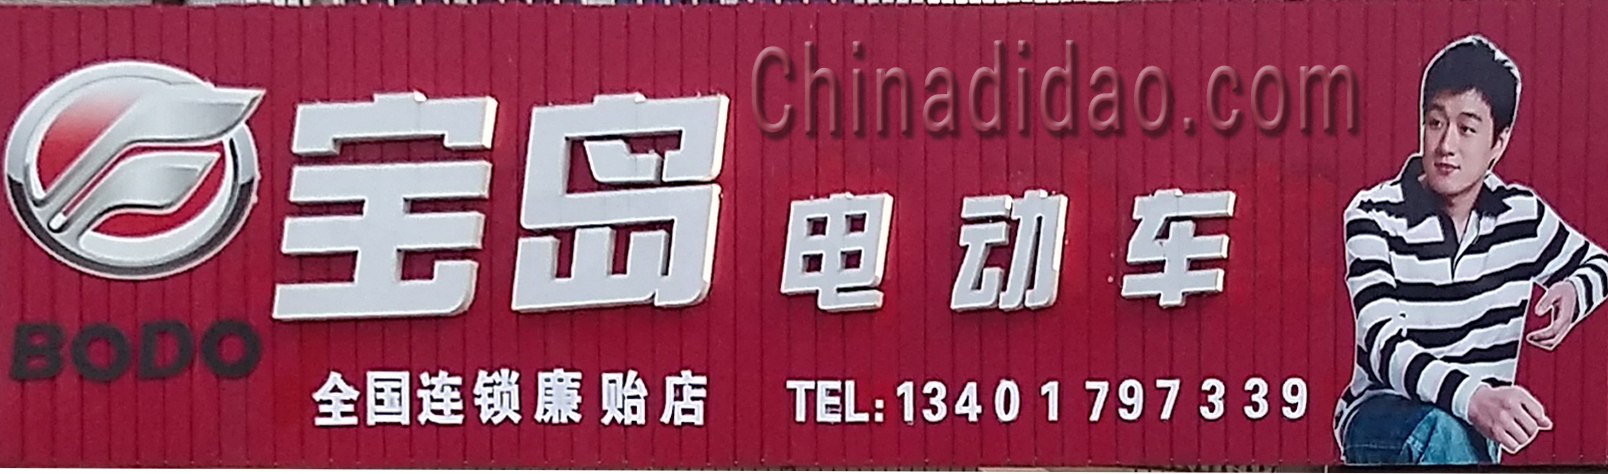 Chinadidao.com
宝岛 电动车
BODO
全国连锁廉贻店 TEL:13401797339